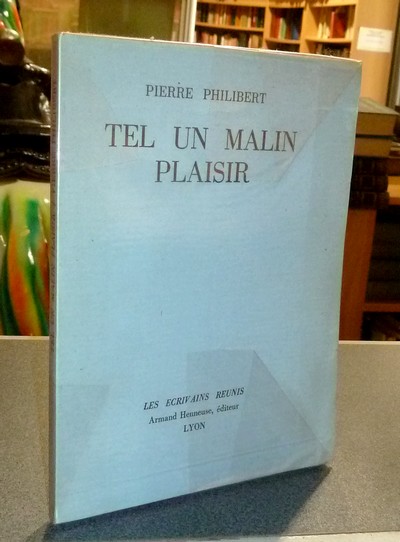 PIERRE PHILIBERT
TEL UN MALIN
PLAISIR
LES ECRIVAINS REUNIS
Armand Henneuse, éditeur
LYON